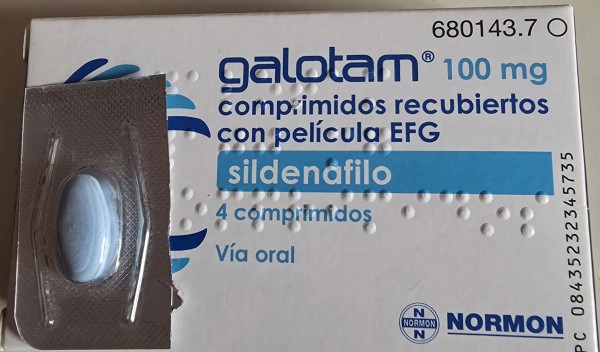 680143.7
galotam® 100 mg
comprimidos recubiertos
con película EFG
sildenafilo
4 comprimidos
Vía oral
N
NORMON
N
NORMON
PC 08435232345735